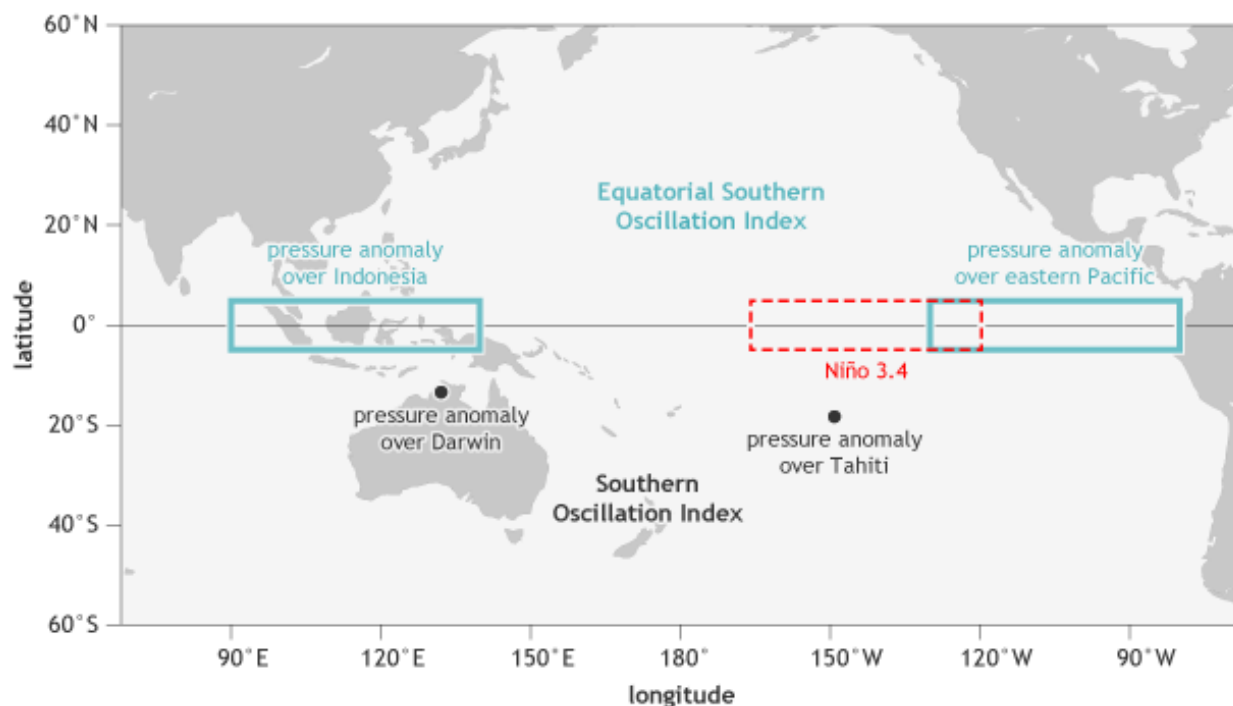 60°N
40°N
20°N
0°
20°S
40°S
60°S
latitude
Equatorial Southern
Oscillation Index
pressure anomaly
over Indonesia
pressure anomaly
over eastern Pacific
Niño 3.4
pressure anomaly
over Darwin
pressure anomaly
over Tahiti
Southern
Oscillation Index
90°E
120°E
150°E
180°
150°W
120°W
90°W
longitude